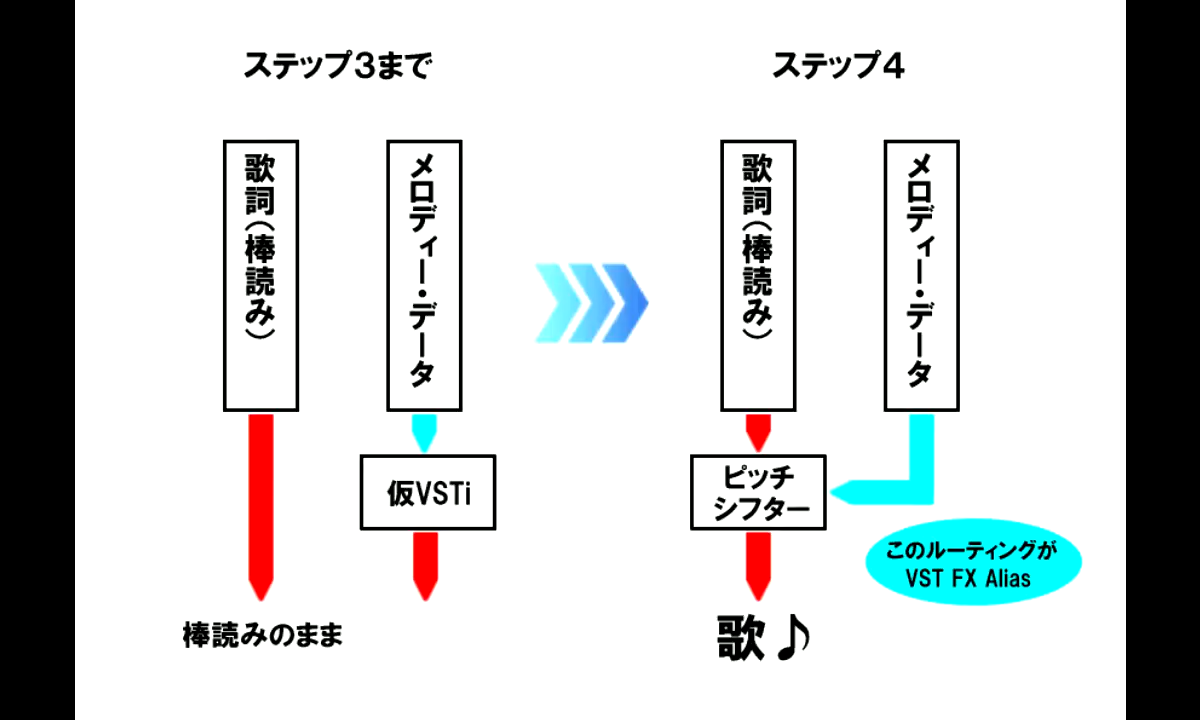 ステップ3まで
歌詞(棒読み)
メロディー・データ
仮VSTi
棒読みのまま
ステップ4
歌詞(棒読み)
メロディー・データ
ピッチ
シフター
このルーティングが
VST FX Alias
歌♪